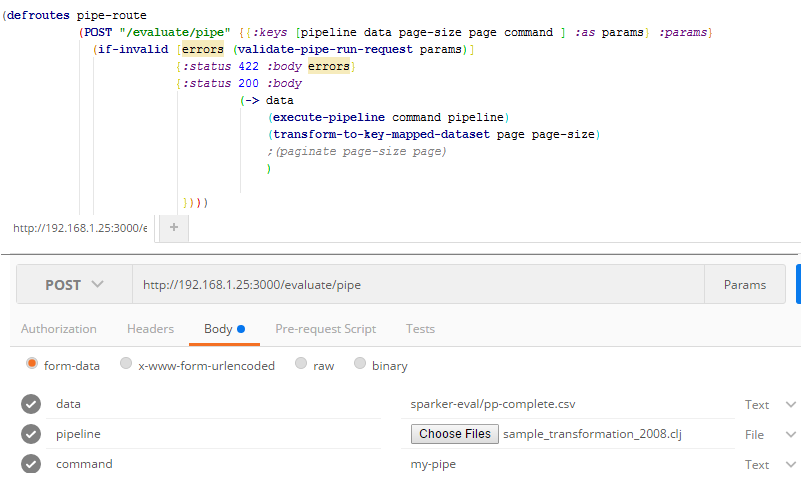 (defroutes pipe-route
(POST "/evaluate/pipe" {{:keys [pipeline data page-size page command ] :as params} :params}
(if-invalid [errors (validate-pipe-run-request params)]
{:status 422 :body errors}
{:status 200 :body
(-> data
(execute-pipeline command pipeline)
(transform-to-key-mapped-dataset page page-size)
;(paginate page-size page)
)
})))
http://192.168.1.25:3000/e +
POST http://192.168.1.25:3000/evaluate/pipe Params
Authorization Headers Body Pre-request Script Tests
form-data x-www-form-urlencoded raw binary
data sparker-eval/pp-complete.csv Text
pipeline Choose Files sample_transformation_2008.clj File
command my-pipe Text